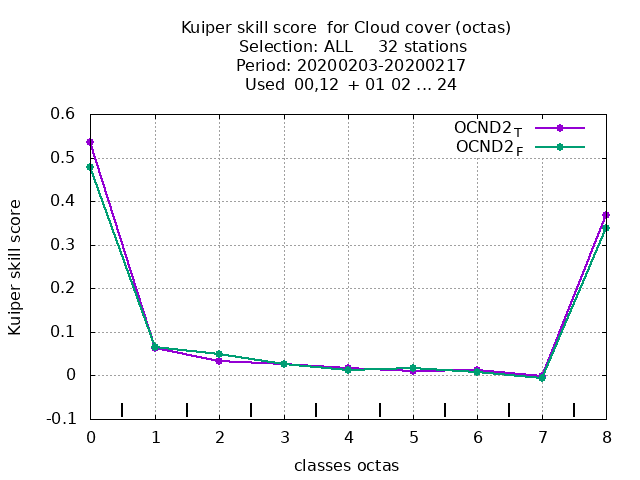 Kuiper skill score  for Cloud cover (octas)
Selection: ALL     32 stations
Period: 20200203-20200217
Used  00,12  + 01 02 ... 24
OCND2_T
OCND2_F
0.6
0.5
0.4
0.3
0.2
0.1
0
-0.1
Kuiper skill score
0 1 2 3 4 5 6 7 8
classes octas